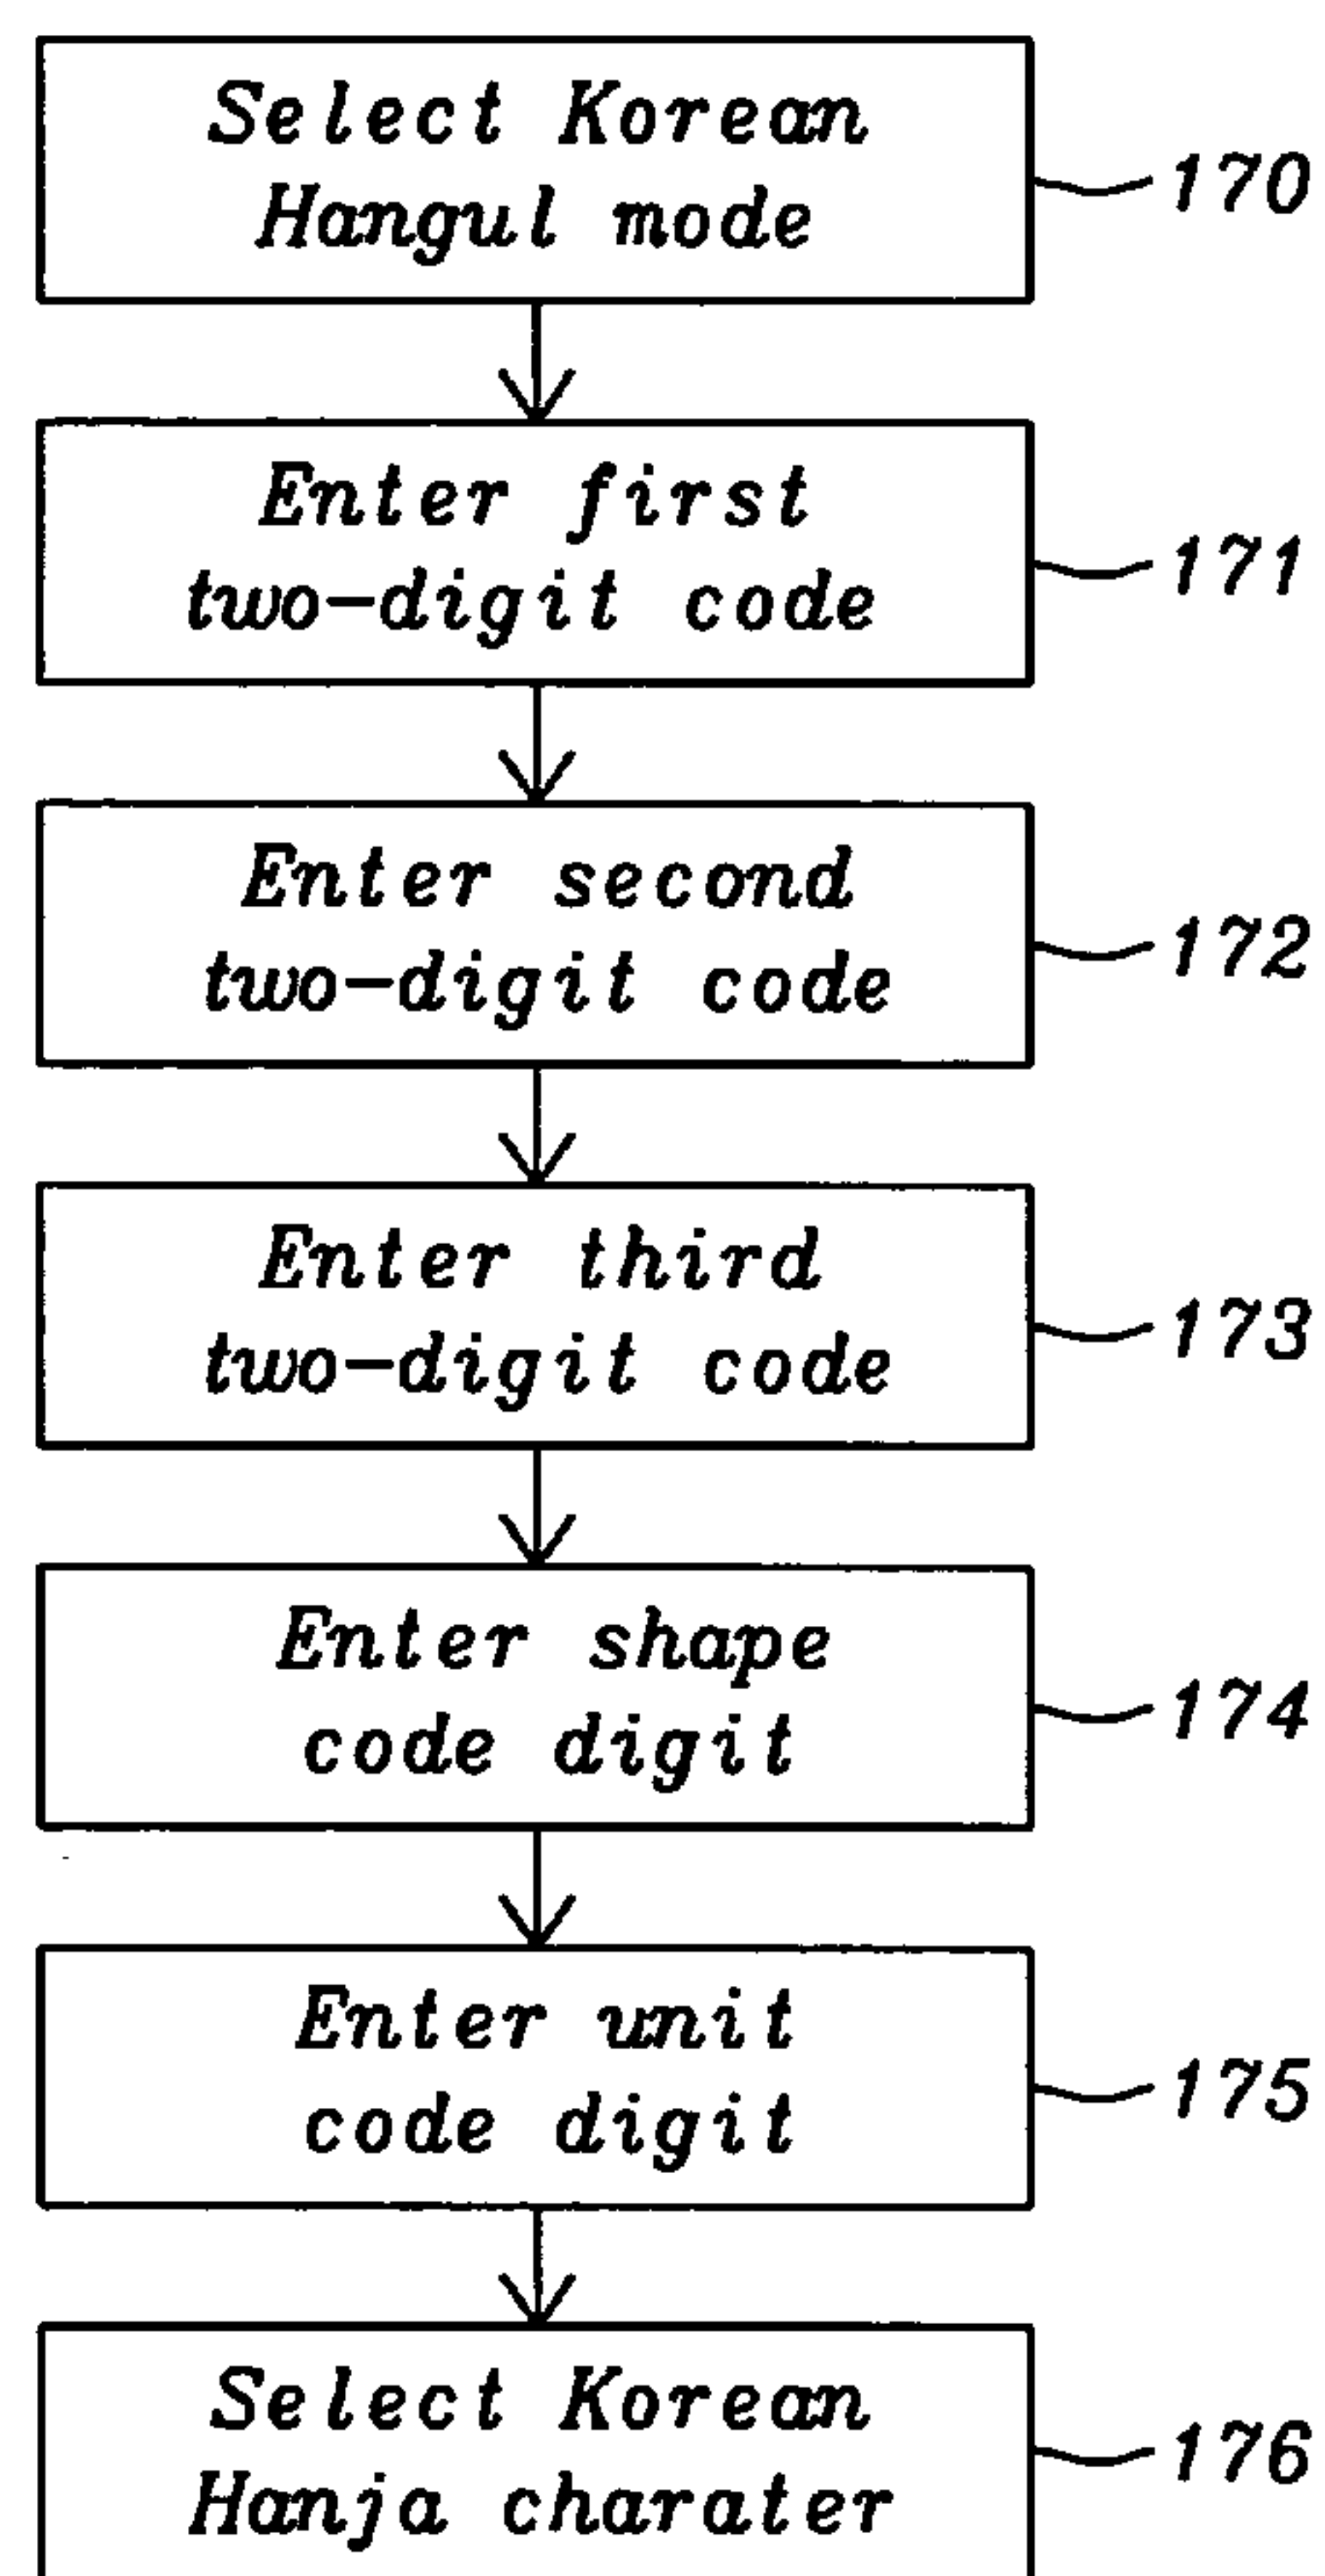 Select Korean
Hangul mode
170
Enter first
two-digit code
171
Enter second
two-digit code
172
Enter third
two-digit code
173
Enter shape
code digit
174
Enter unit
code digit
175
Select Korean
Hanja charater
176